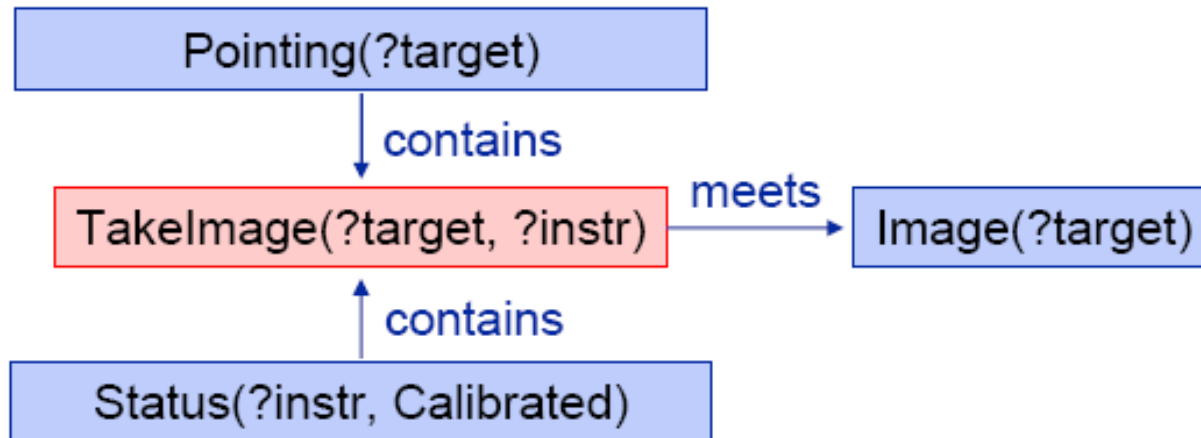 Pointing(?target)
contains
TakeImage(?target, ?instr)
meets
Image(?target)
contains
Status(?instr, Calibrated)